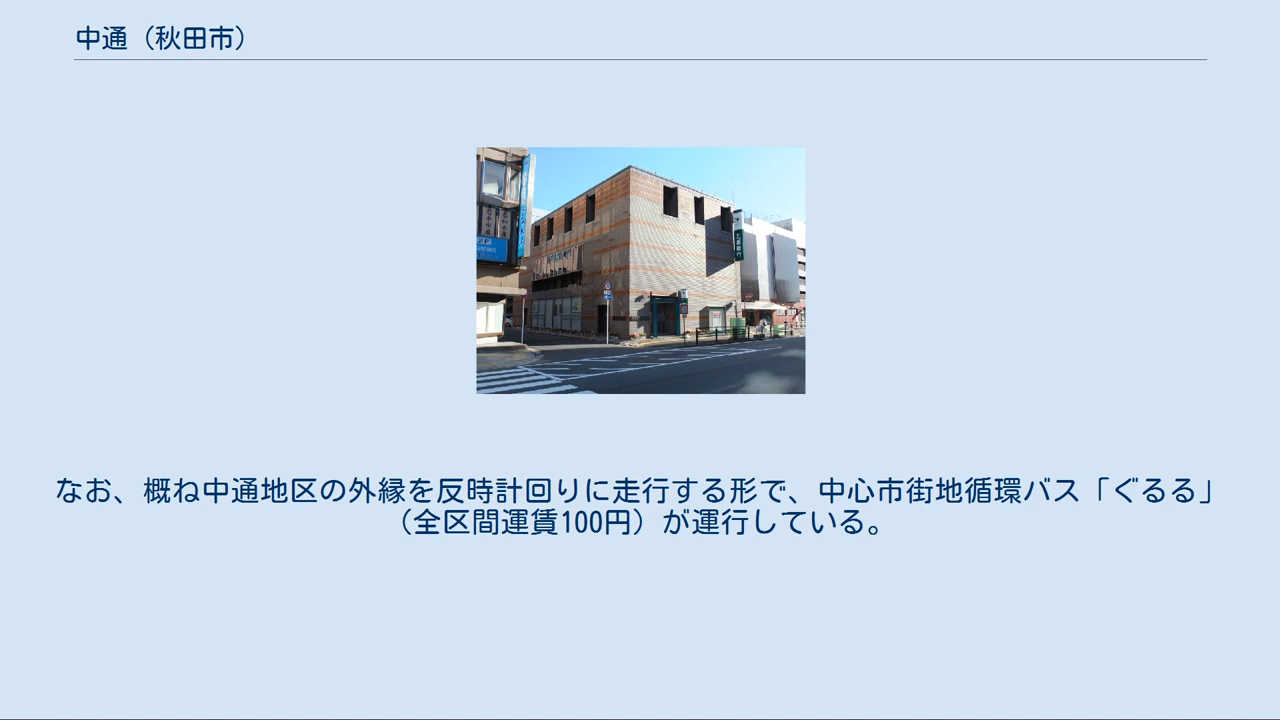 中通（秋田市）
なお、概ね中通地区の外縁を反時計回りに走行する形で、中心市街地循環バス「ぐるる」
（全区間運賃100円）が運行している。